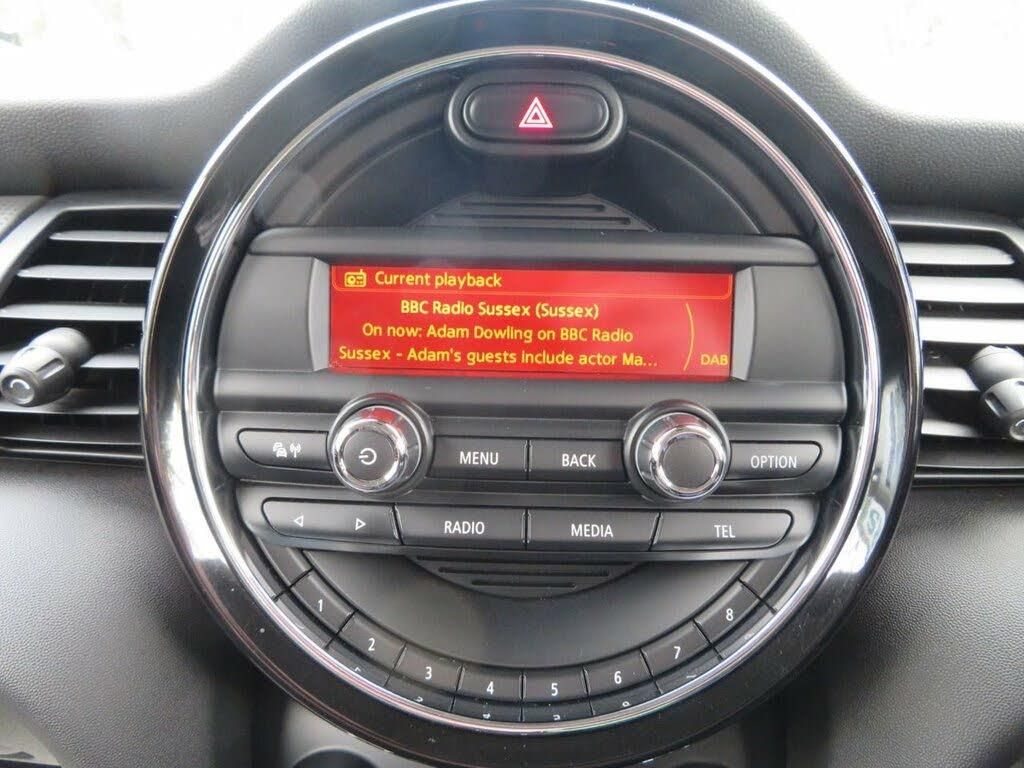 Current playback
BBC Radio Sussex (Sussex)
On now: Adam Dowling on BBC Radio
Sussex - Adam's guests include actor Ma...
DAB
MENU
BACK
OPTION
RADIO
MEDIA
TEL
1
2
3
4
5
6
7
8